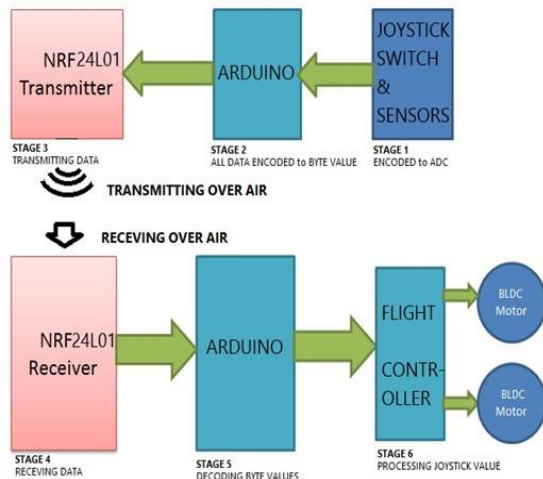 NRF24L01
Transmitter
ARDUINO
JOYSTICK
SWITCH
&
SENSORS
STAGE 3
TRANSMITTING DATA
STAGE 2
ALL DATA ENCODED to BYTE VALUE
STAGE 1
ENCODED to ADC
TRANSMITTING OVER AIR
RECEVING OVER AIR
NRF24L01
Receiver
ARDUINO
FLIGHT
CONTR-
OLLER
BLDC
Motor
BLDC
Motor
STAGE 4
RECEVING DATA
STAGE 5
DECODING BYTE VALUES
STAGE 6
PROCESSING JOYSTICK VALUE